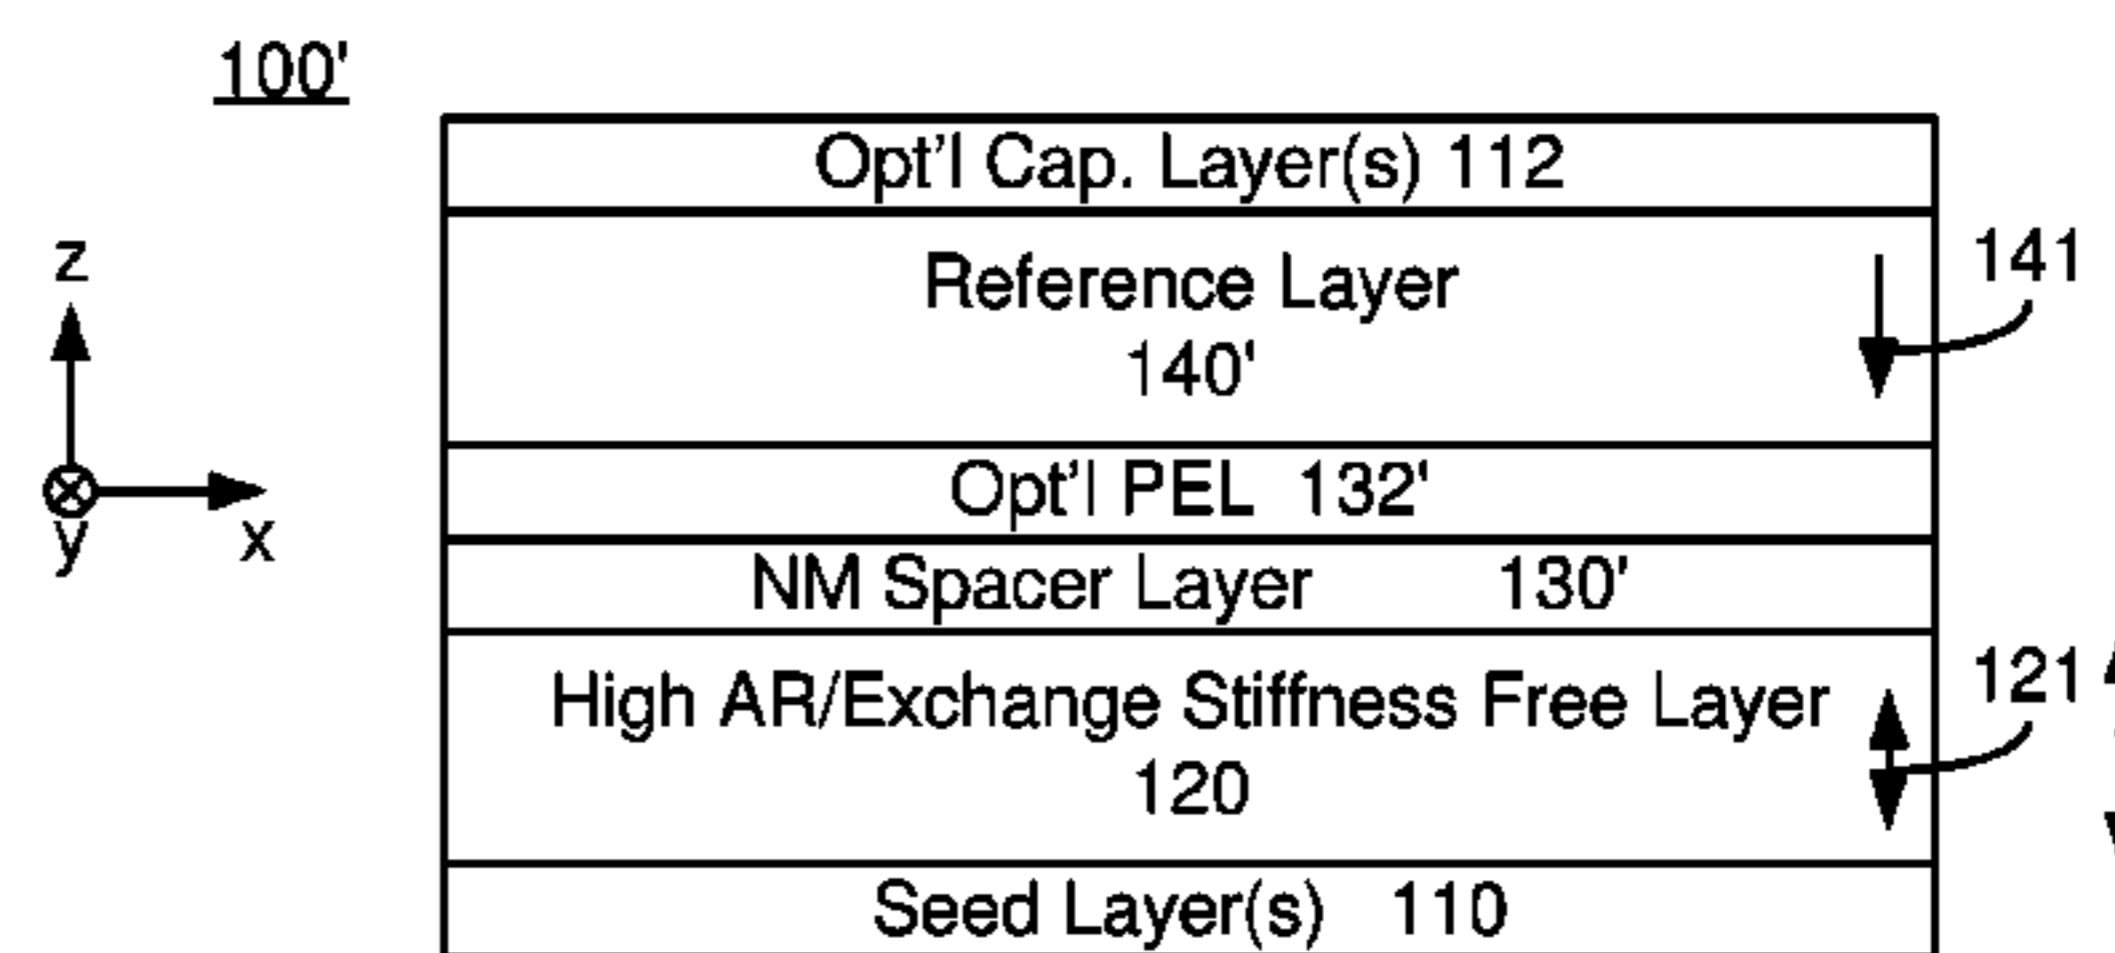 100'
Opt'l Cap. Layer(s) 112
z
Reference Layer
140'
141
y
x
Opt'l PEL 132'
NM Spacer Layer 130'
High AR/Exchange Stiffness Free Layer
120
121
Seed Layer(s) 110